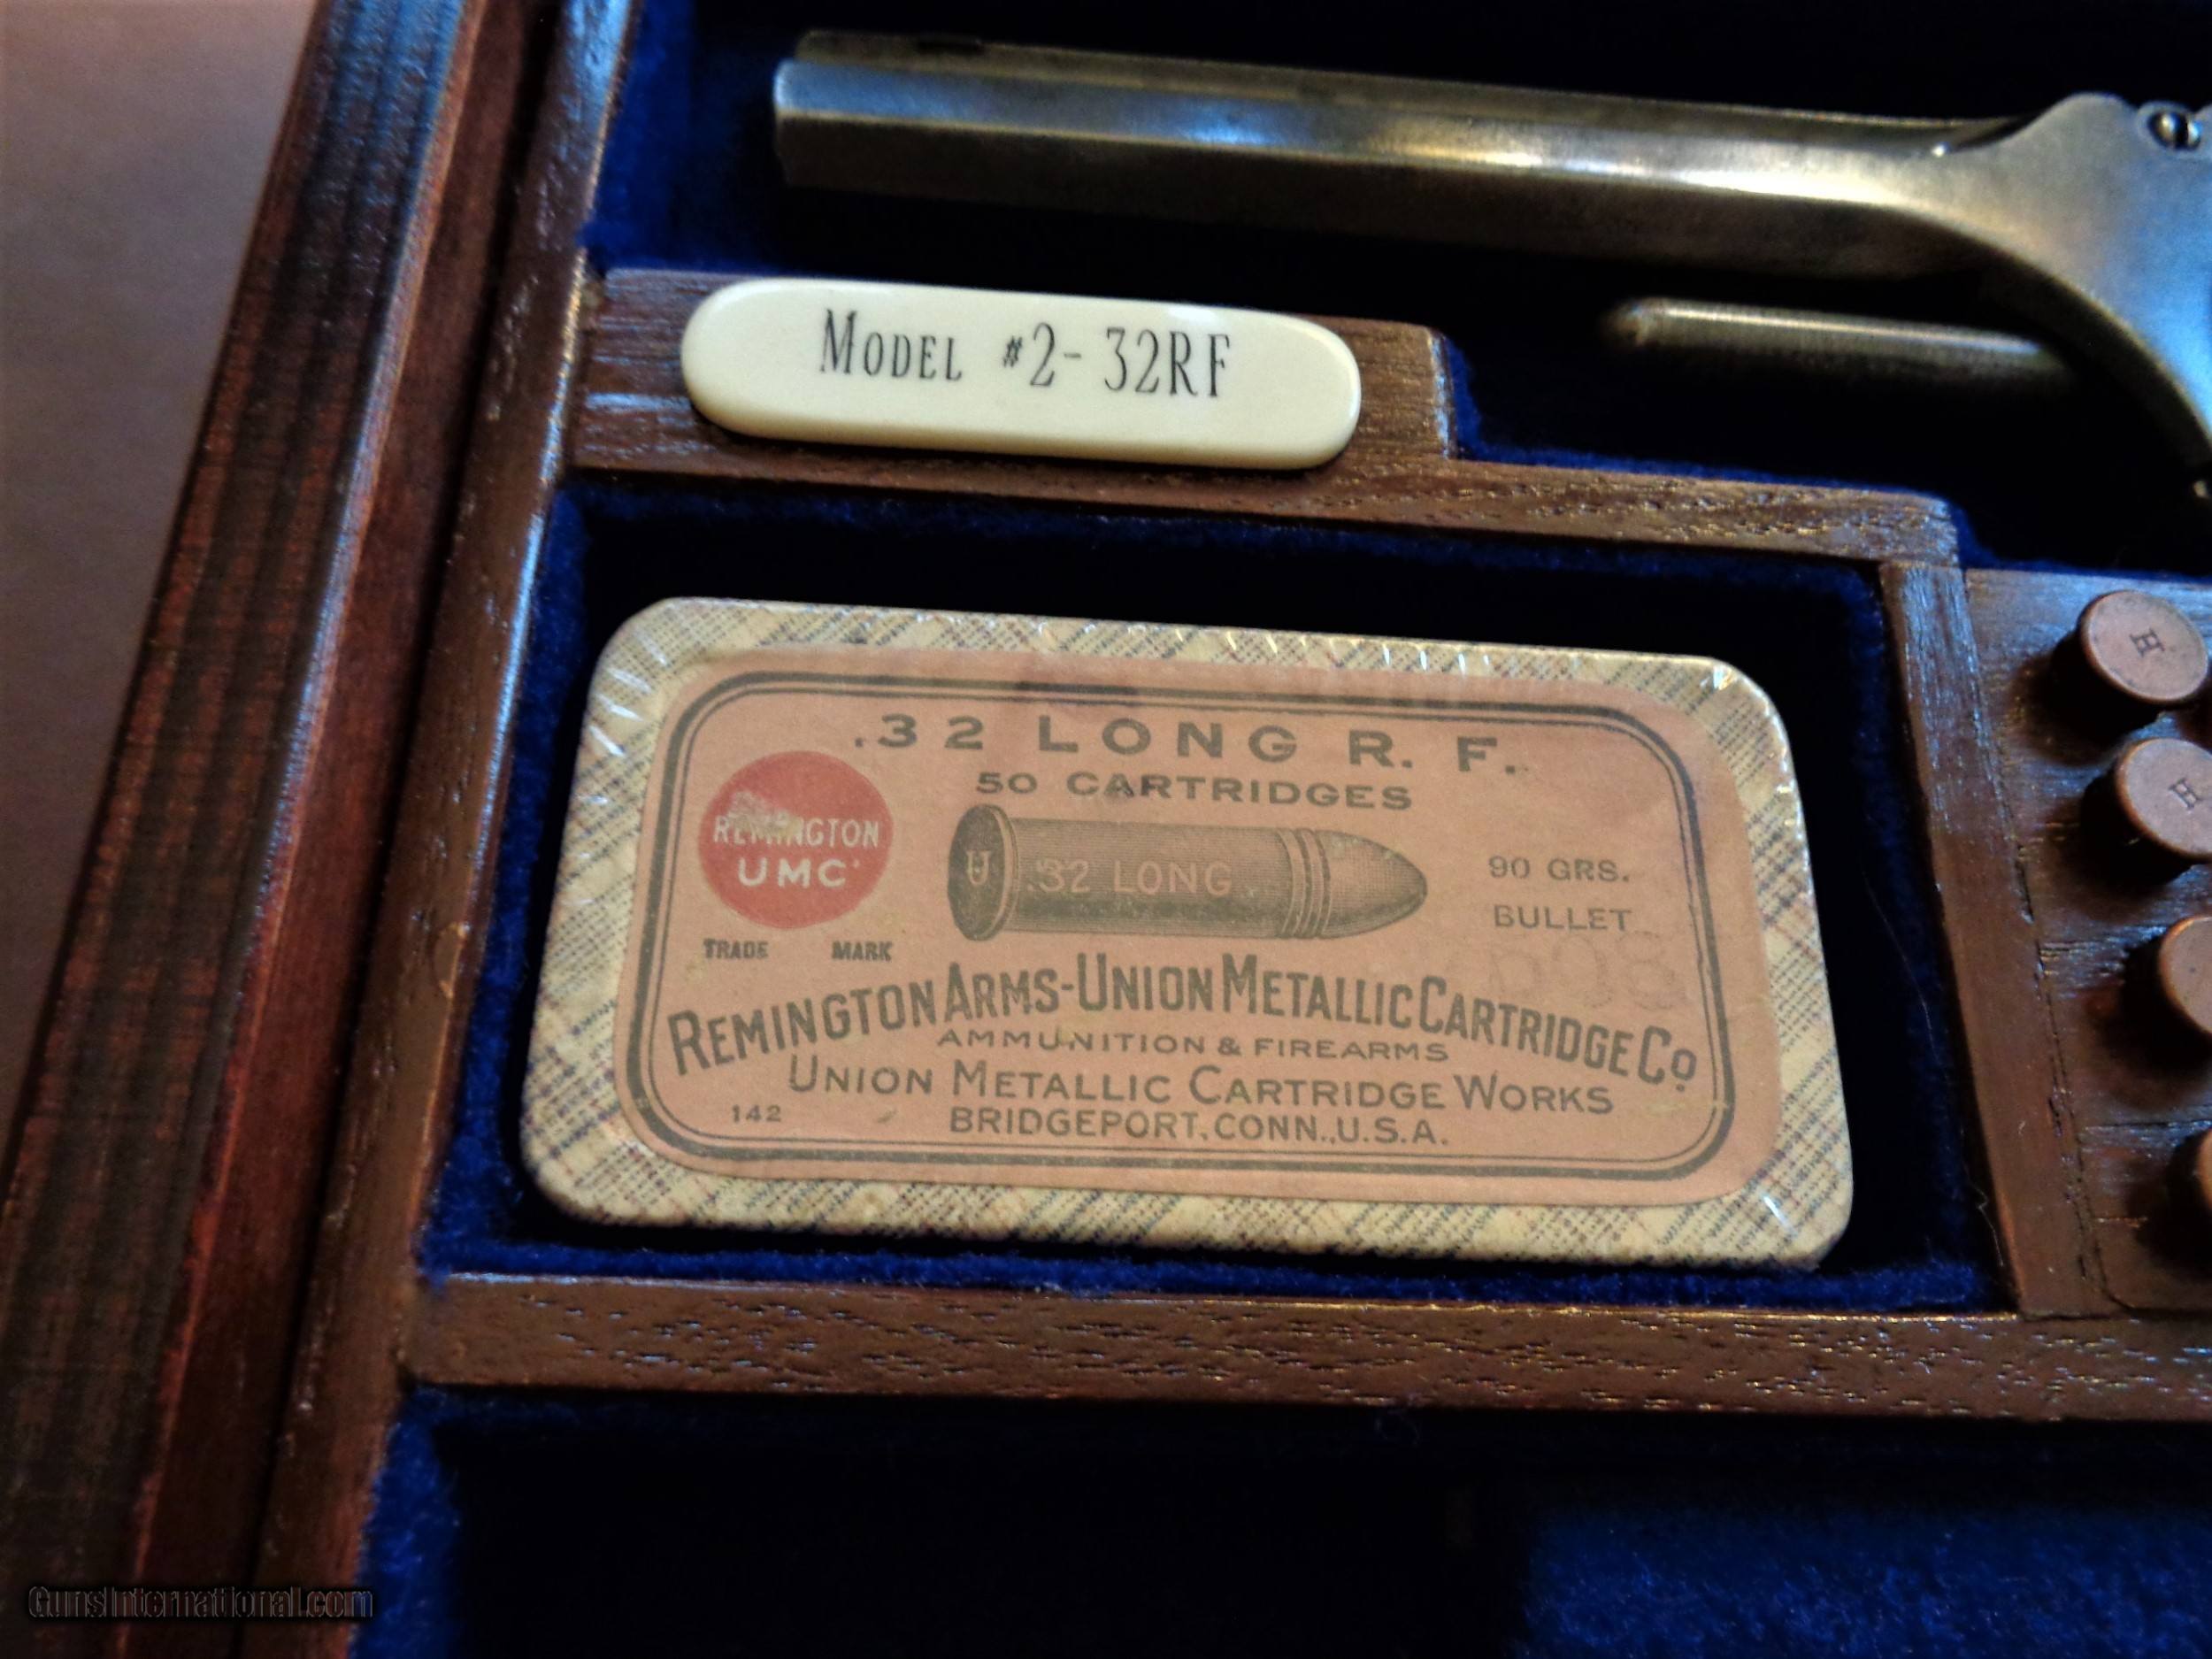 MODEL #2- 32RF
.32 LONG R. F.
50 CARTRIDGES
REMINGTON
UMC
TRADE MARK
U .32 LONG
90 GRS.
BULLET
REMINGTON ARMS-UNION METALLIC CARTRIDGE Co.
AMMUNITION & FIREARMS
UNION METALLIC CARTRIDGE WORKS
142
BRIDGEPORT, CONN., U.S.A.
H
H
GunsInternational.com